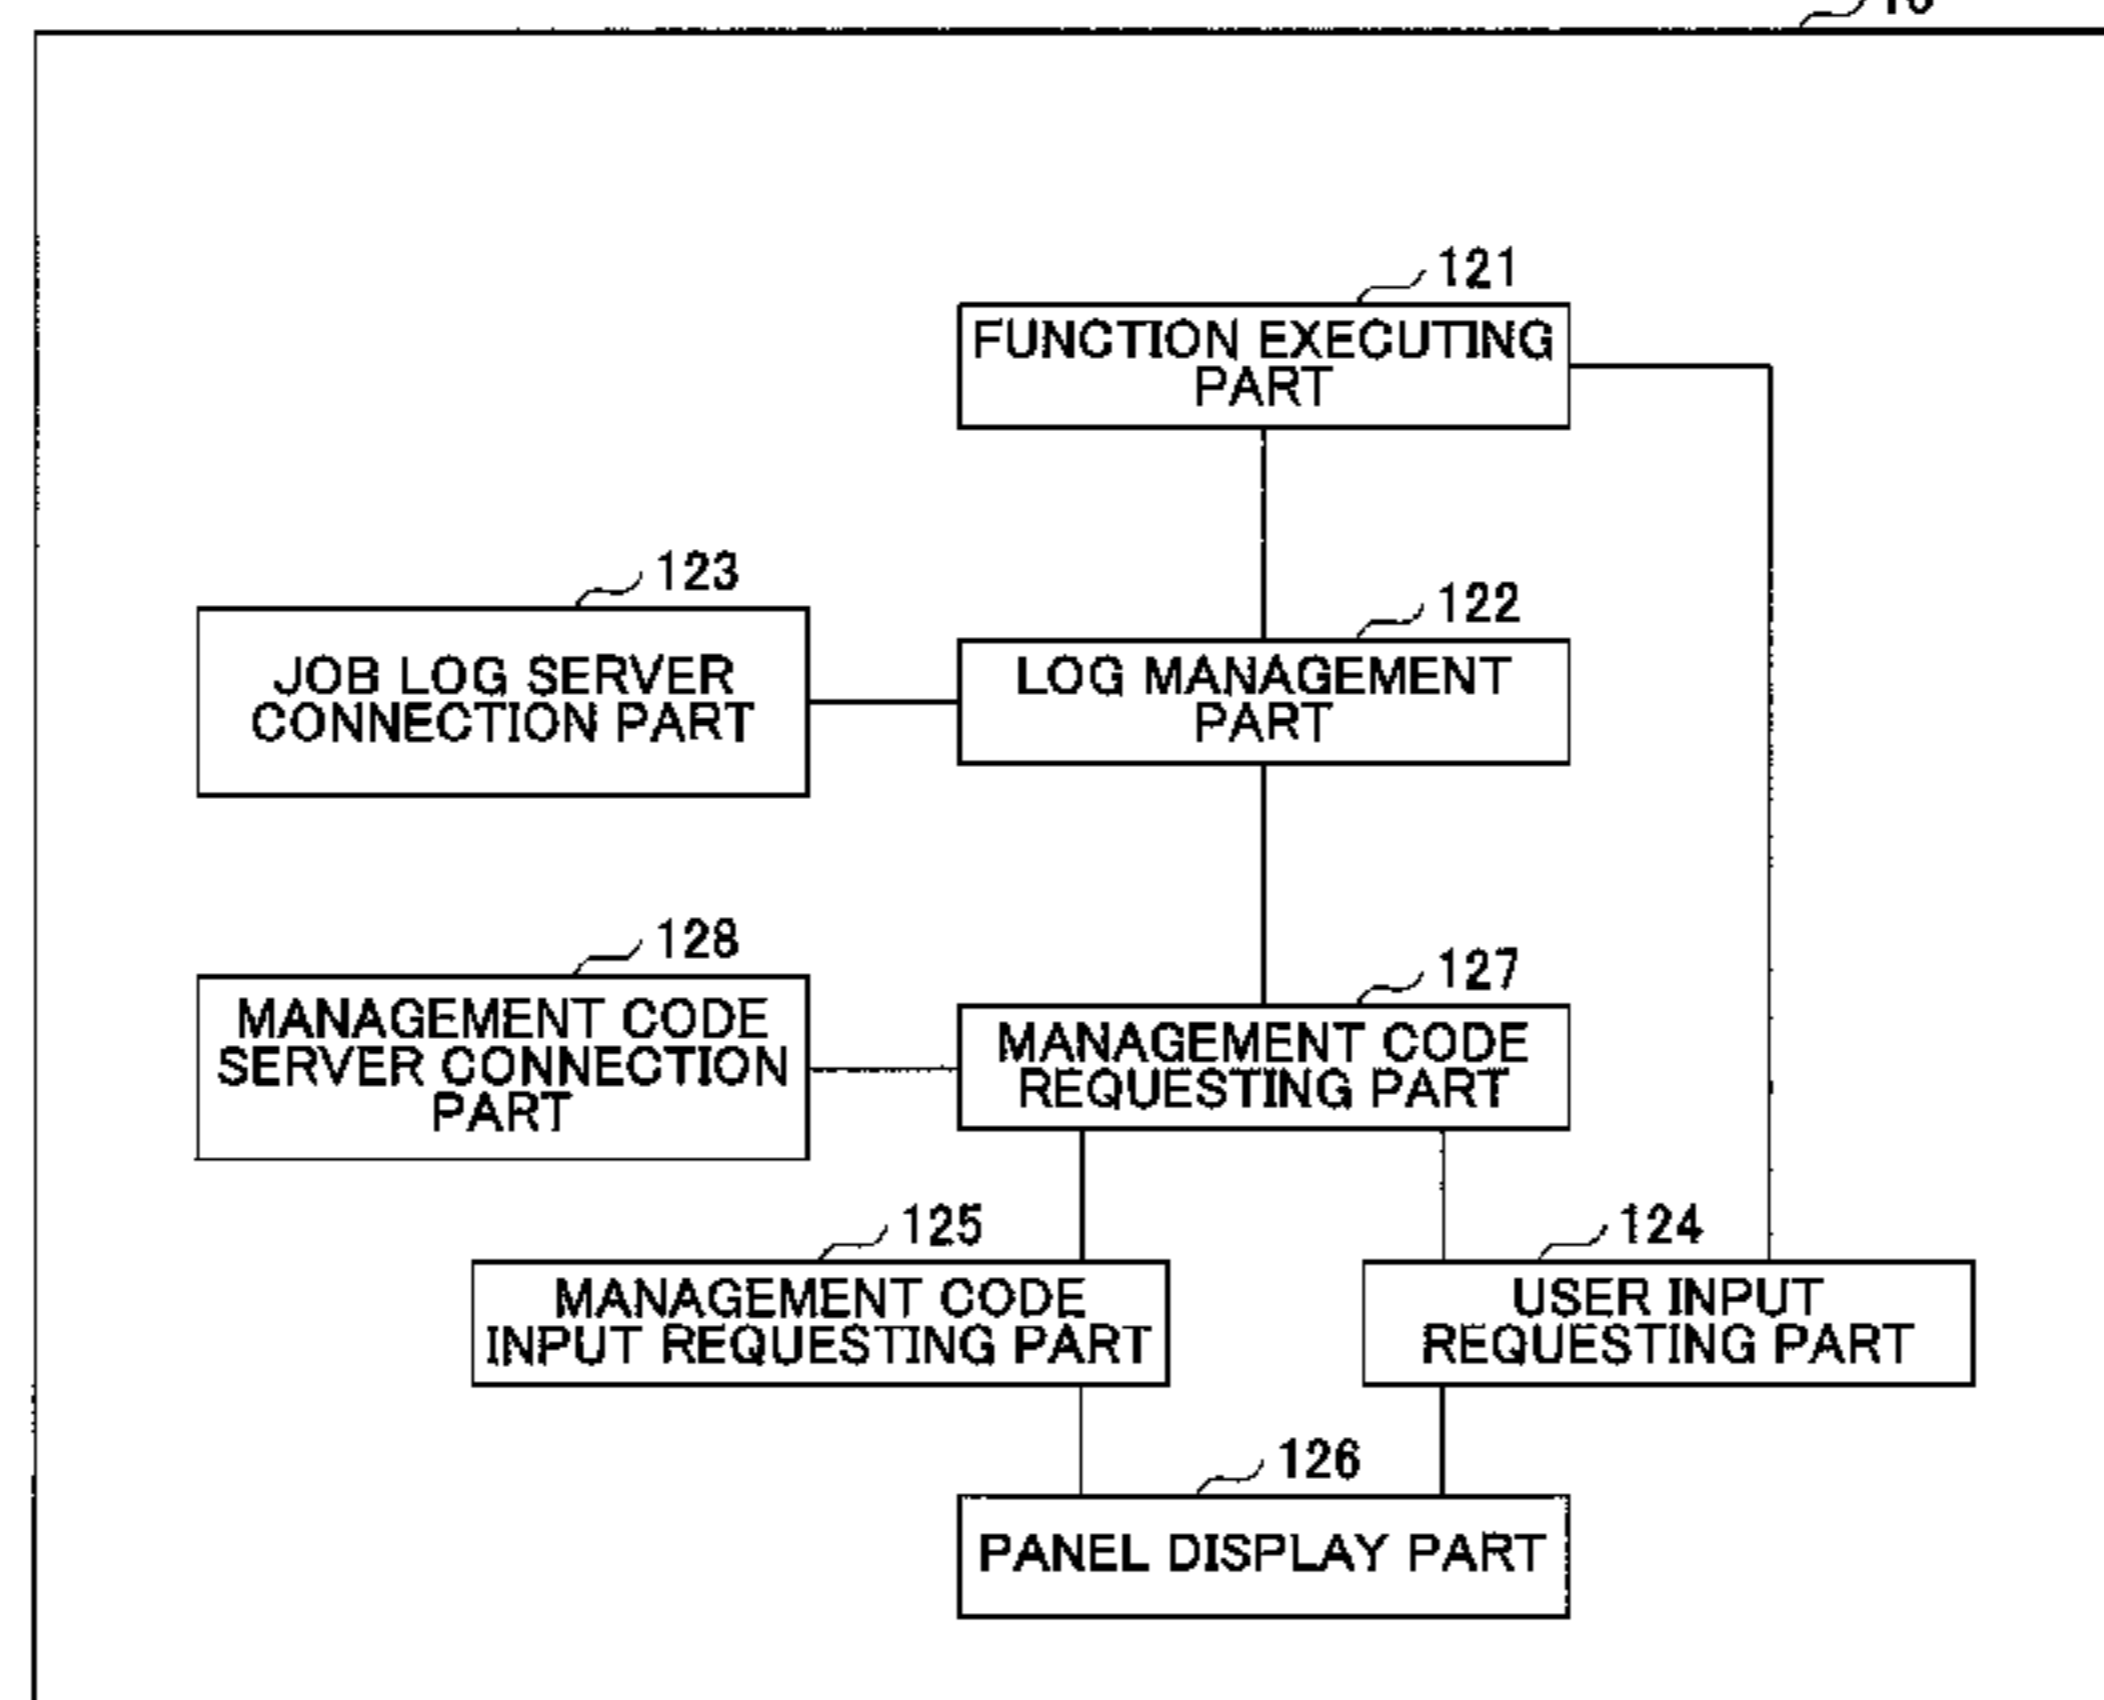 121
FUNCTION EXECUTING
PART
123
JOB LOG SERVER
CONNECTION PART
122
LOG MANAGEMENT
PART
128
MANAGEMENT CODE
SERVER CONNECTION
PART
127
MANAGEMENT CODE
REQUESTING PART
125
MANAGEMENT CODE
INPUT REQUESTING PART
124
USER INPUT
REQUESTING PART
126
PANEL DISPLAY PART